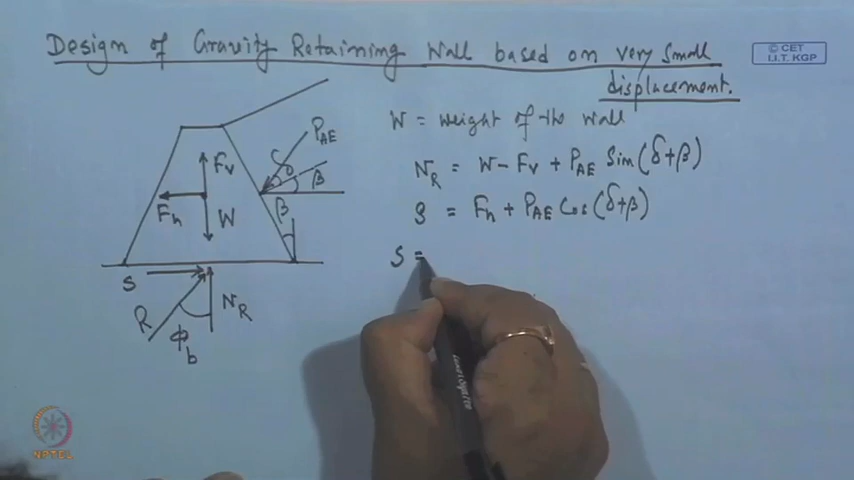 Design of Gravity Retaining Wall based on very small
displacement.
© CET
I.I.T. KGP
W = weight of the wall
N_R = W - F_v + P_AE Sin(δ+β)
S = F_h + P_AE Cos(δ+β)
S =
P_AE
δ
β
F_v
F_h
W
β
S
R
N_R
ϕ_b
NPTEL